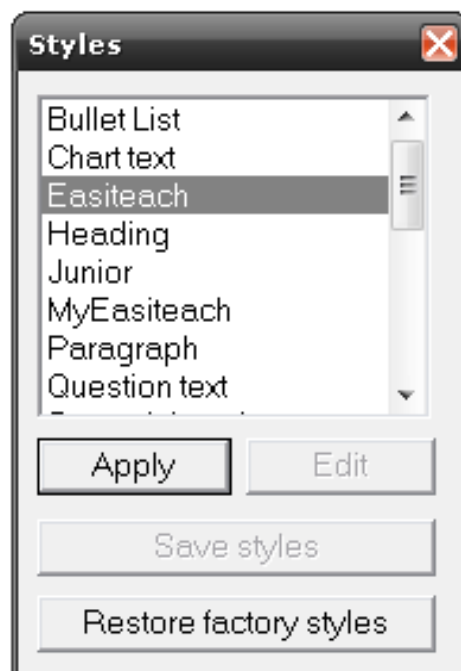 Styles
Bullet List
Chart text
Easiteach
Heading
Junior
MyEasiteach
Paragraph
Question text
Apply Edit
Save styles
Restore factory styles